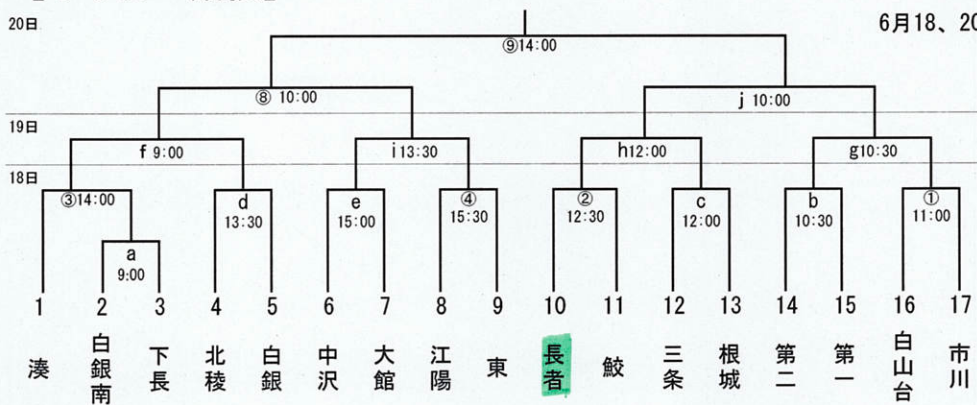 20日
6月18、20
⑨14:00
⑧ 10:00
j 10:00
19日
f 9:00
i13:30
h12:00
g10:30
18日
③14:00
d
13:30
e
15:00
④
15:30
②
12:30
c
12:00
b
10:30
①
11:00
a
9:00
1 2 3 4 5 6 7 8 9 10 11 12 13 14 15 16 17
湊
白銀南
下長
北稜
白銀
中沢
大館
江陽
東
長者
鮫
三条
根城
第二
第一
白山台
市川